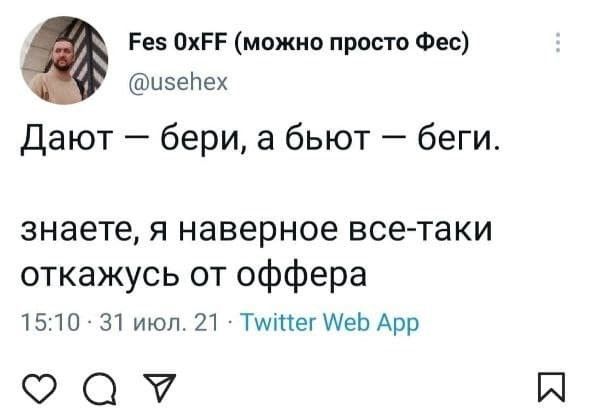 Fes 0xFF (можно просто Фес)
@usehex
Дают — бери, а бьют — беги.
знаете, я наверное все-таки
откажусь от оффера
15:10 · 31 июл. 21 · Twitter Web App